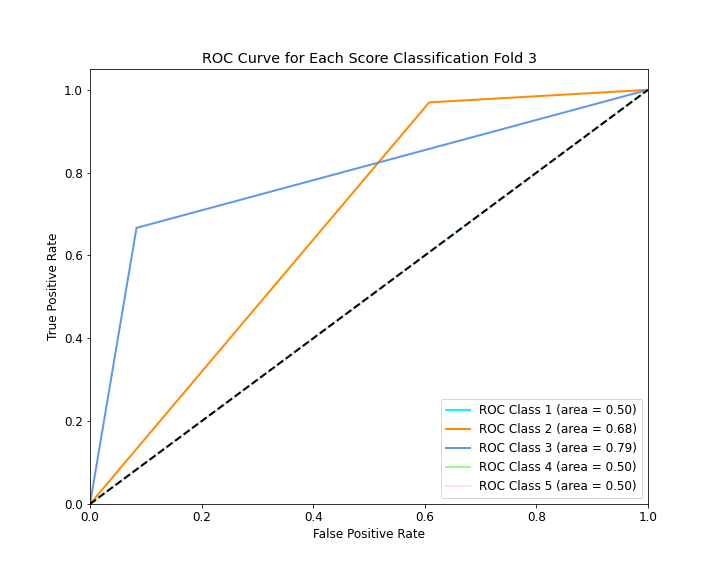 ROC Curve for Each Score Classification Fold 3
1.0
0.8
0.6
0.4
0.2
0.0
True Positive Rate
ROC Class 1 (area = 0.50)
ROC Class 2 (area = 0.68)
ROC Class 3 (area = 0.79)
ROC Class 4 (area = 0.50)
ROC Class 5 (area = 0.50)
0.0 0.2 0.4 0.6 0.8 1.0
False Positive Rate